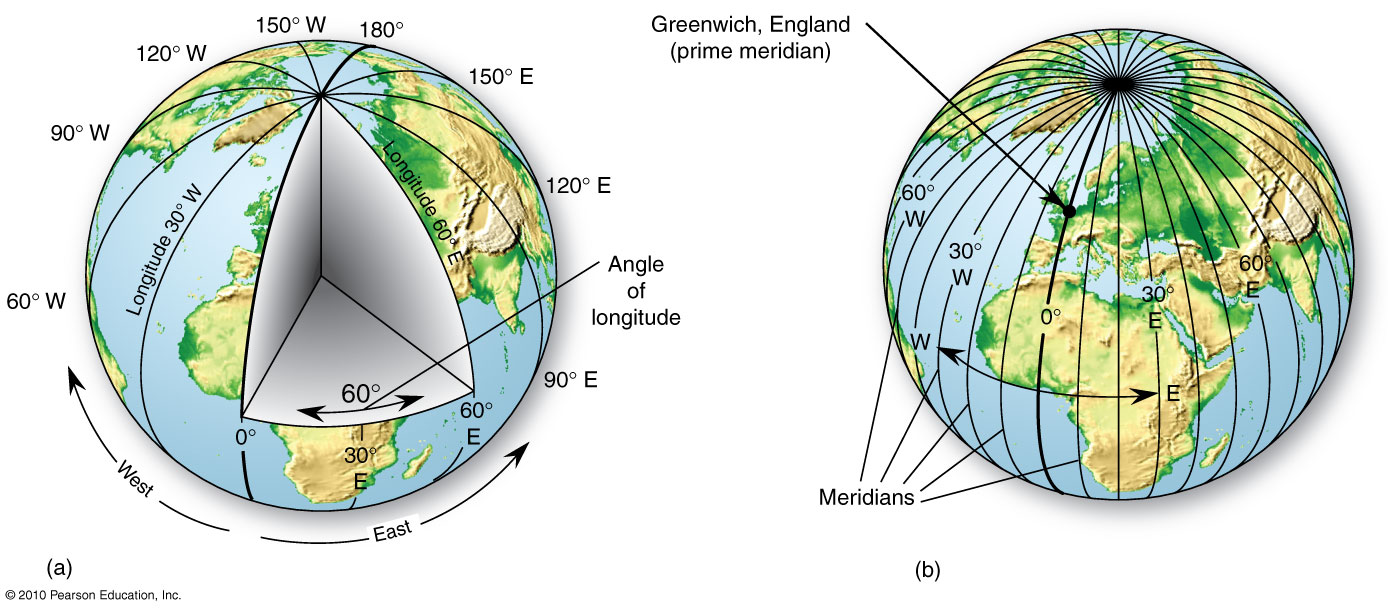 150° W
180°
120° W
150° E
90° W
120° E
Longitude 30° W
Longitude 60° E
60° W
Angle
of
longitude
90° E
60°
60°
E
0°
30°
E
West
East
(a)
© 2010 Pearson Education, Inc.
Greenwich, England
(prime meridian)
60°
W
30°
W
60°
E
30°
E
0°
W
E
Meridians
(b)